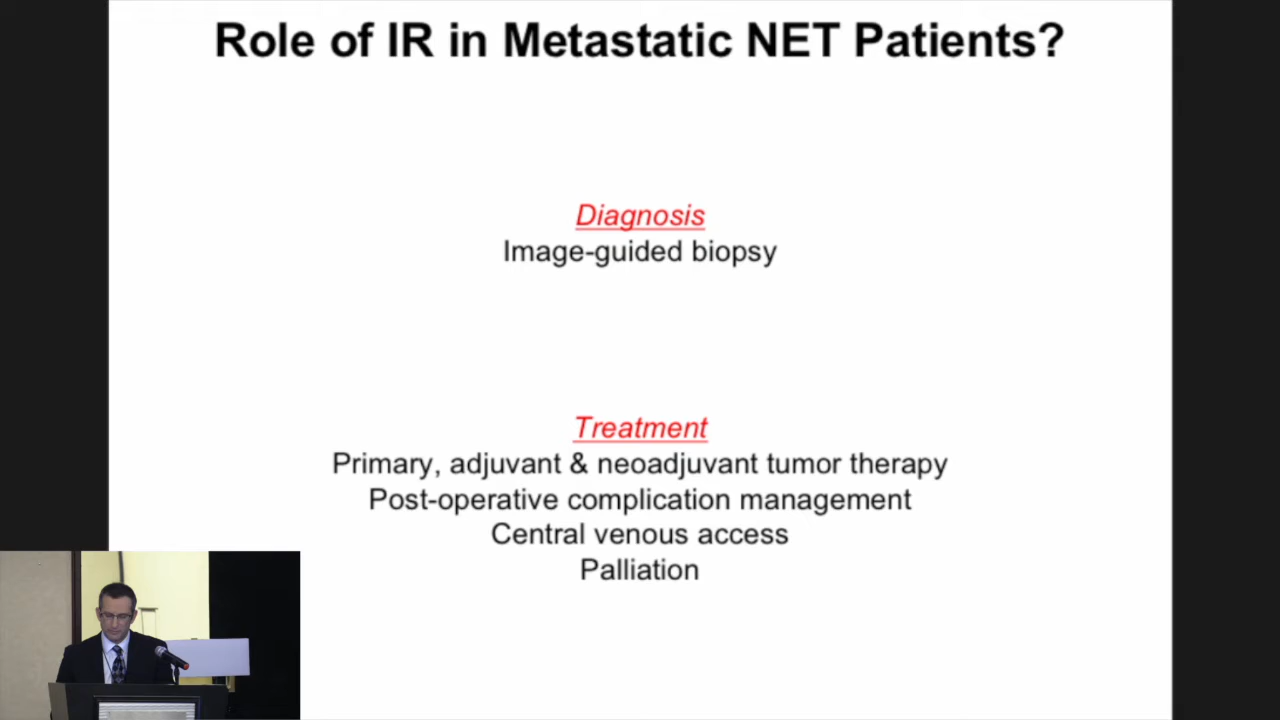 Role of IR in Metastatic NET Patients?
Diagnosis
Image-guided biopsy
Treatment
Primary, adjuvant & neoadjuvant tumor therapy
Post-operative complication management
Central venous access
Palliation